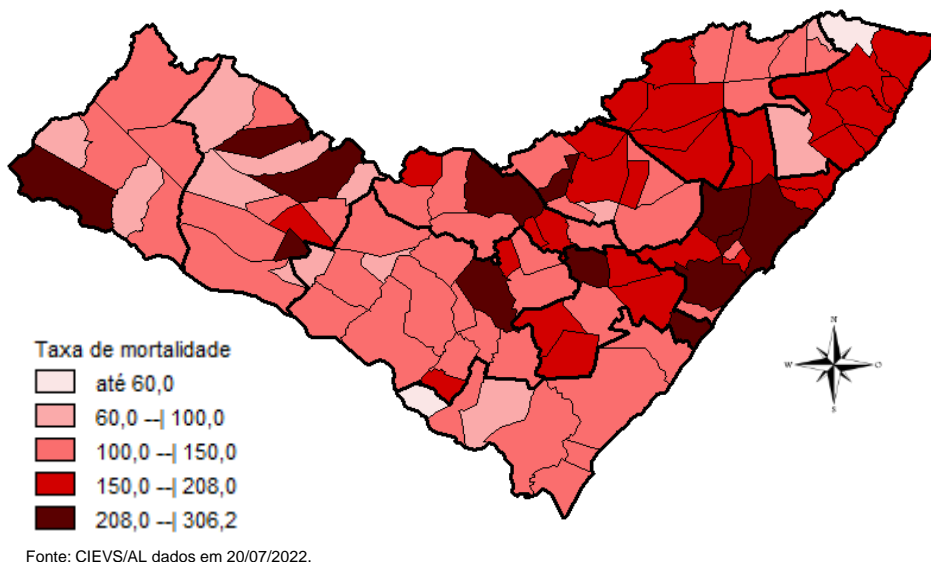 Taxa de mortalidade
até 60,0
60,0 --| 100,0
100,0 --| 150,0
150,0 --| 208,0
208,0 --| 306,2
N
W
O
S
Fonte: CIEVS/AL dados em 20/07/2022.